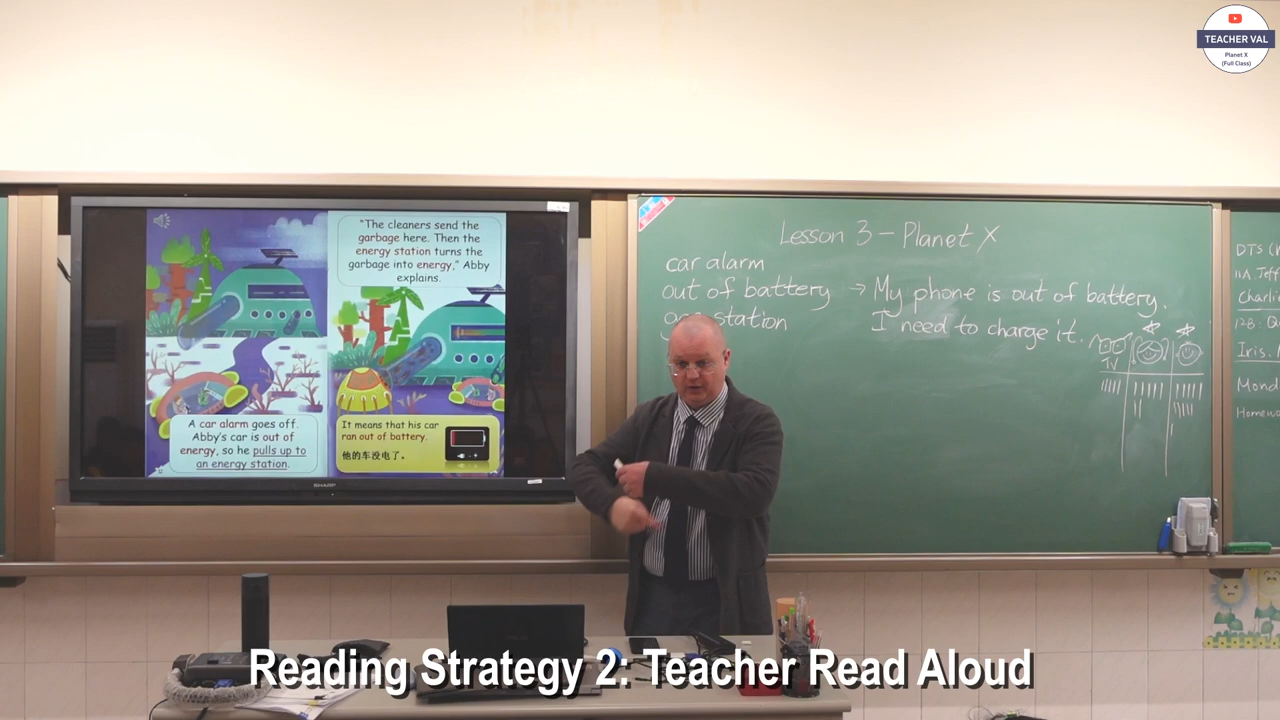 TEACHER VAL
Planet X
(Full Class)
"The cleaners send the
garbage here. Then the
energy station turns the
garbage into energy," Abby
explains.
A car alarm goes off.
Abby's car is out of
energy, so he pulls up to
an energy station.
It means that his car
ran out of battery.
他的车没电了。
SHARP
Lesson 3 - Planet X
car alarm
out of battery → My phone is out of battery.
station
I need to charge it.
DTS
Jeff
Charli
128.
Iris.
Mond
Homew
Reading Strategy 2: Teacher Read Aloud